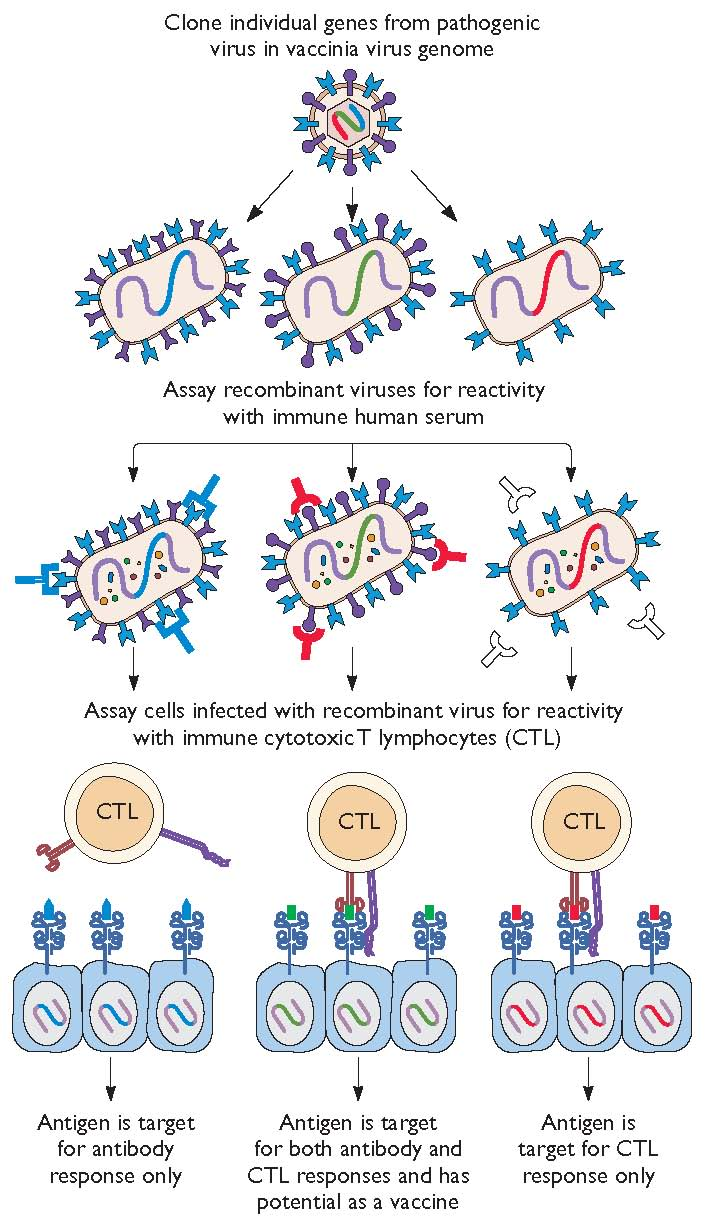 Clone individual genes from pathogenic
virus in vaccinia virus genome
Assay recombinant viruses for reactivity
with immune human serum
Assay cells infected with recombinant virus for reactivity
with immune cytotoxic T lymphocytes (CTL)
CTL
CTL
CTL
Antigen is target
for antibody
response only
Antigen is target
for both antibody and
CTL responses and has
potential as a vaccine
Antigen is
target for CTL
response only